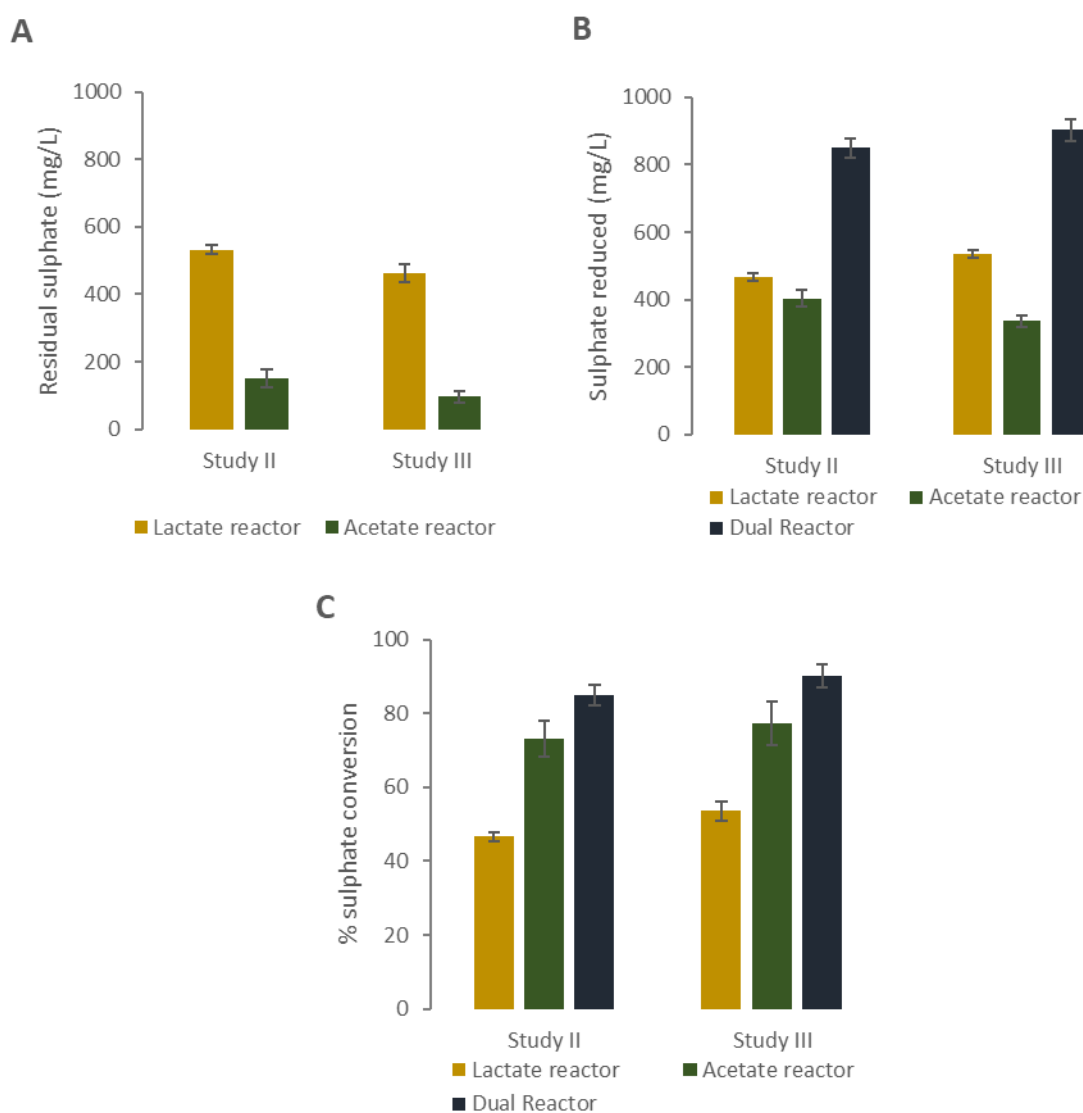 A
Residual sulphate (mg/L)
1000
800
600
400
200
0
Study II
Study III
Lactate reactor
Acetate reactor
B
Sulphate reduced (mg/L)
1000
800
600
400
200
0
Study II
Study III
Lactate reactor
Acetate reactor
Dual Reactor
C
% sulphate conversion
100
80
60
40
20
0
Study II
Study III
Lactate reactor
Acetate reactor
Dual Reactor